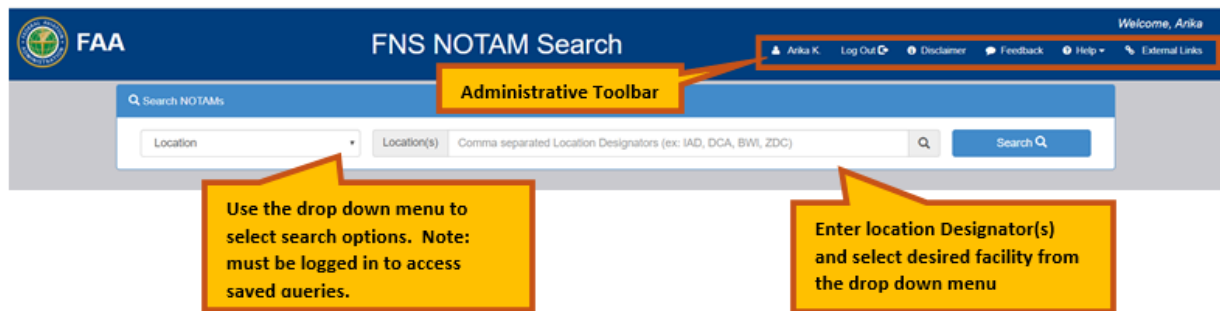 Welcome, Arika
FAA
FNS NOTAM Search
Arika K. Log Out Disclaimer Feedback Help External Links
Administrative Toolbar
Search NOTAMs
Location Location(s) Comma separated Location Designators (ex: IAD, DCA, BWI, ZDC) Search
Use the drop down menu to
select search options. Note:
must be logged in to access
saved queries.
Enter location Designator(s)
and select desired facility from
the drop down menu